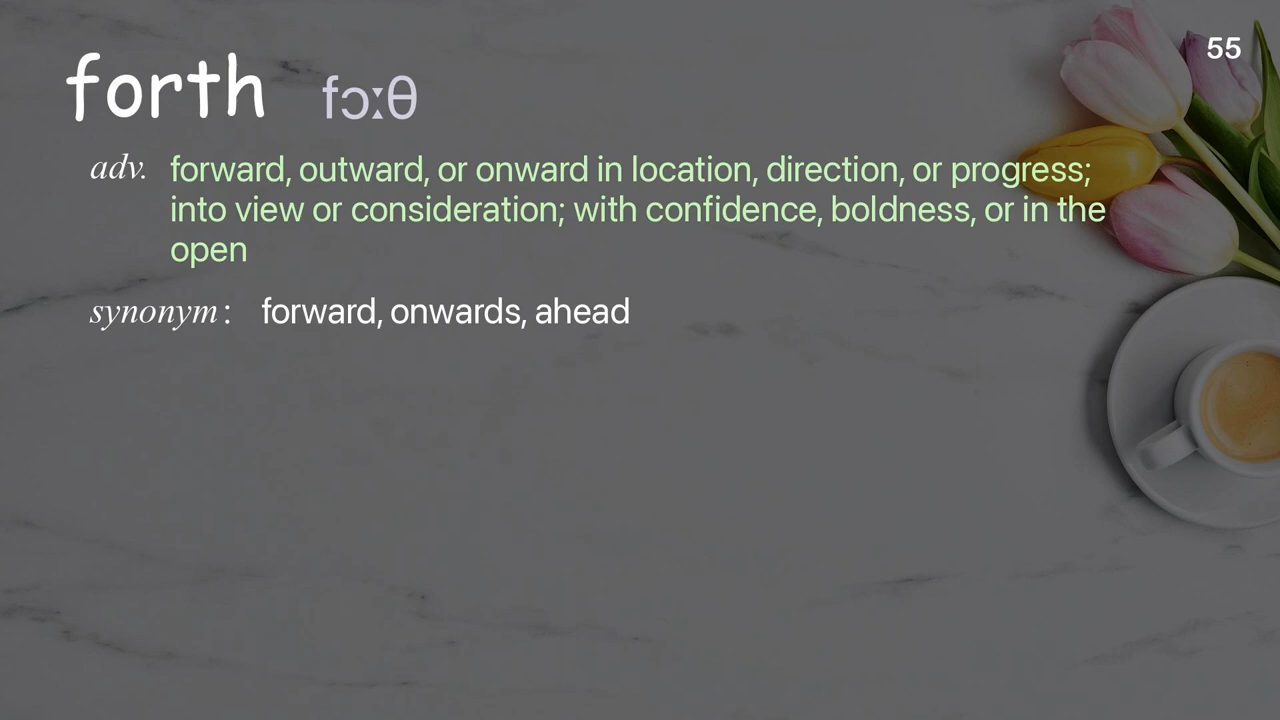 55
forth fɔːθ
adv. forward, outward, or onward in location, direction, or progress;
into view or consideration; with confidence, boldness, or in the
open
synonym: forward, onwards, ahead